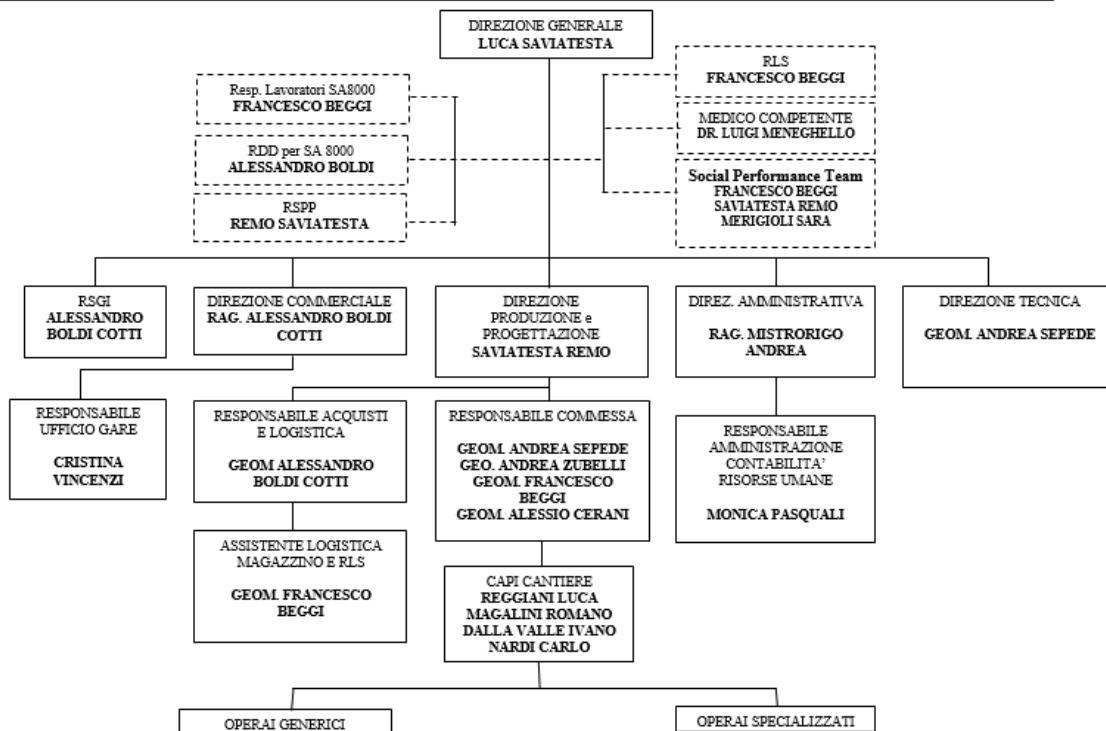 DIREZIONE GENERALE
LUCA SAVIATESTA
Resp. Lavoratori SA8000
FRANCESCO BEGGI
RDD per SA 8000
ALESSANDRO BOLDI
RSPP
REMO SAVIATESTA
RLS
FRANCESCO BEGGI
MEDICO COMPETENTE
DR. LUIGI MENEGHELLO
Social Performance Team
FRANCESCO BEGGI
SAVIATESTA REMO
MERIGIOLI SARA
RSGI
ALESSANDRO
BOLDI COTTI
DIREZIONE COMMERCIALE
RAG. ALESSANDRO BOLDI
COTTI
DIREZIONE
PRODUZIONE e
PROGETTAZIONE
SAVIATESTA REMO
DIREZ. AMMINISTRATIVA
RAG. MISTRORIGO
ANDREA
DIREZIONE TECNICA
GEOM. ANDREA SEPEDE
RESPONSABILE
UFFICIO GARE
CRISTINA
VINCENZI
RESPONSABILE ACQUISTI
E LOGISTICA
GEOM ALESSANDRO
BOLDI COTTI
RESPONSABILE COMMESSA
GEOM. ANDREA SEPEDE
GEO. ANDREA ZUBELLI
GEOM. FRANCESCO
BEGGI
GEOM. ALESSIO CERANI
RESPONSABILE
AMMINISTRAZIONE
CONTABILITA'
RISORSE UMANE
MONICA PASQUALI
ASSISTENTE LOGISTICA
MAGAZZINO E RLS
GEOM. FRANCESCO
BEGGI
CAPI CANTIERE
REGGIANI LUCA
MAGALINI ROMANO
DALLA VALLE IVANO
NARDI CARLO
OPERAI GENERICI
OPERAI SPECIALIZZATI